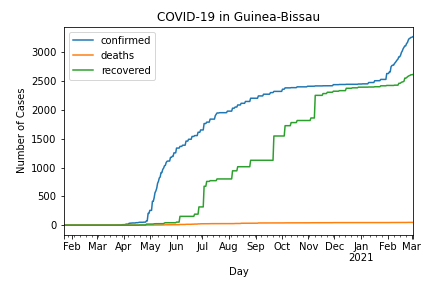 COVID-19 in Guinea-Bissau
confirmed
deaths
recovered
Number of Cases
3000
2500
2000
1500
1000
500
0
Feb Mar Apr May Jun Jul Aug Sep Oct Nov Dec Jan Feb Mar
2021
Day